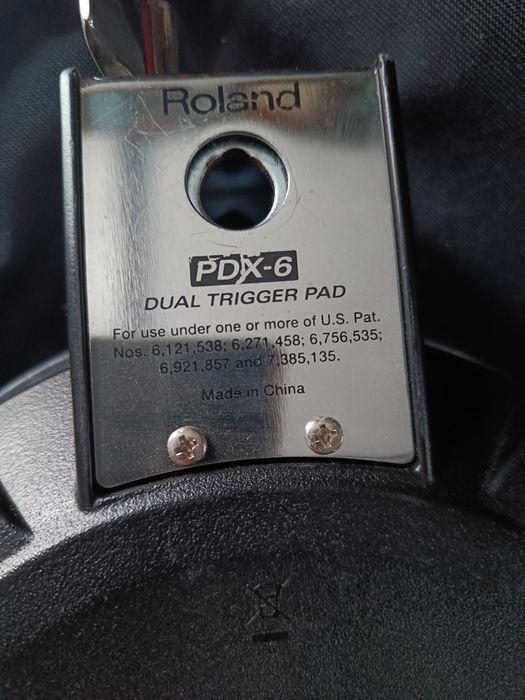 Roland
PDX-6
DUAL TRIGGER PAD
For use under one or more of U.S. Pat.
Nos. 6,121,538; 6,271,458; 6,756,535;
6,921,857 and 7,385,135.
Made in China